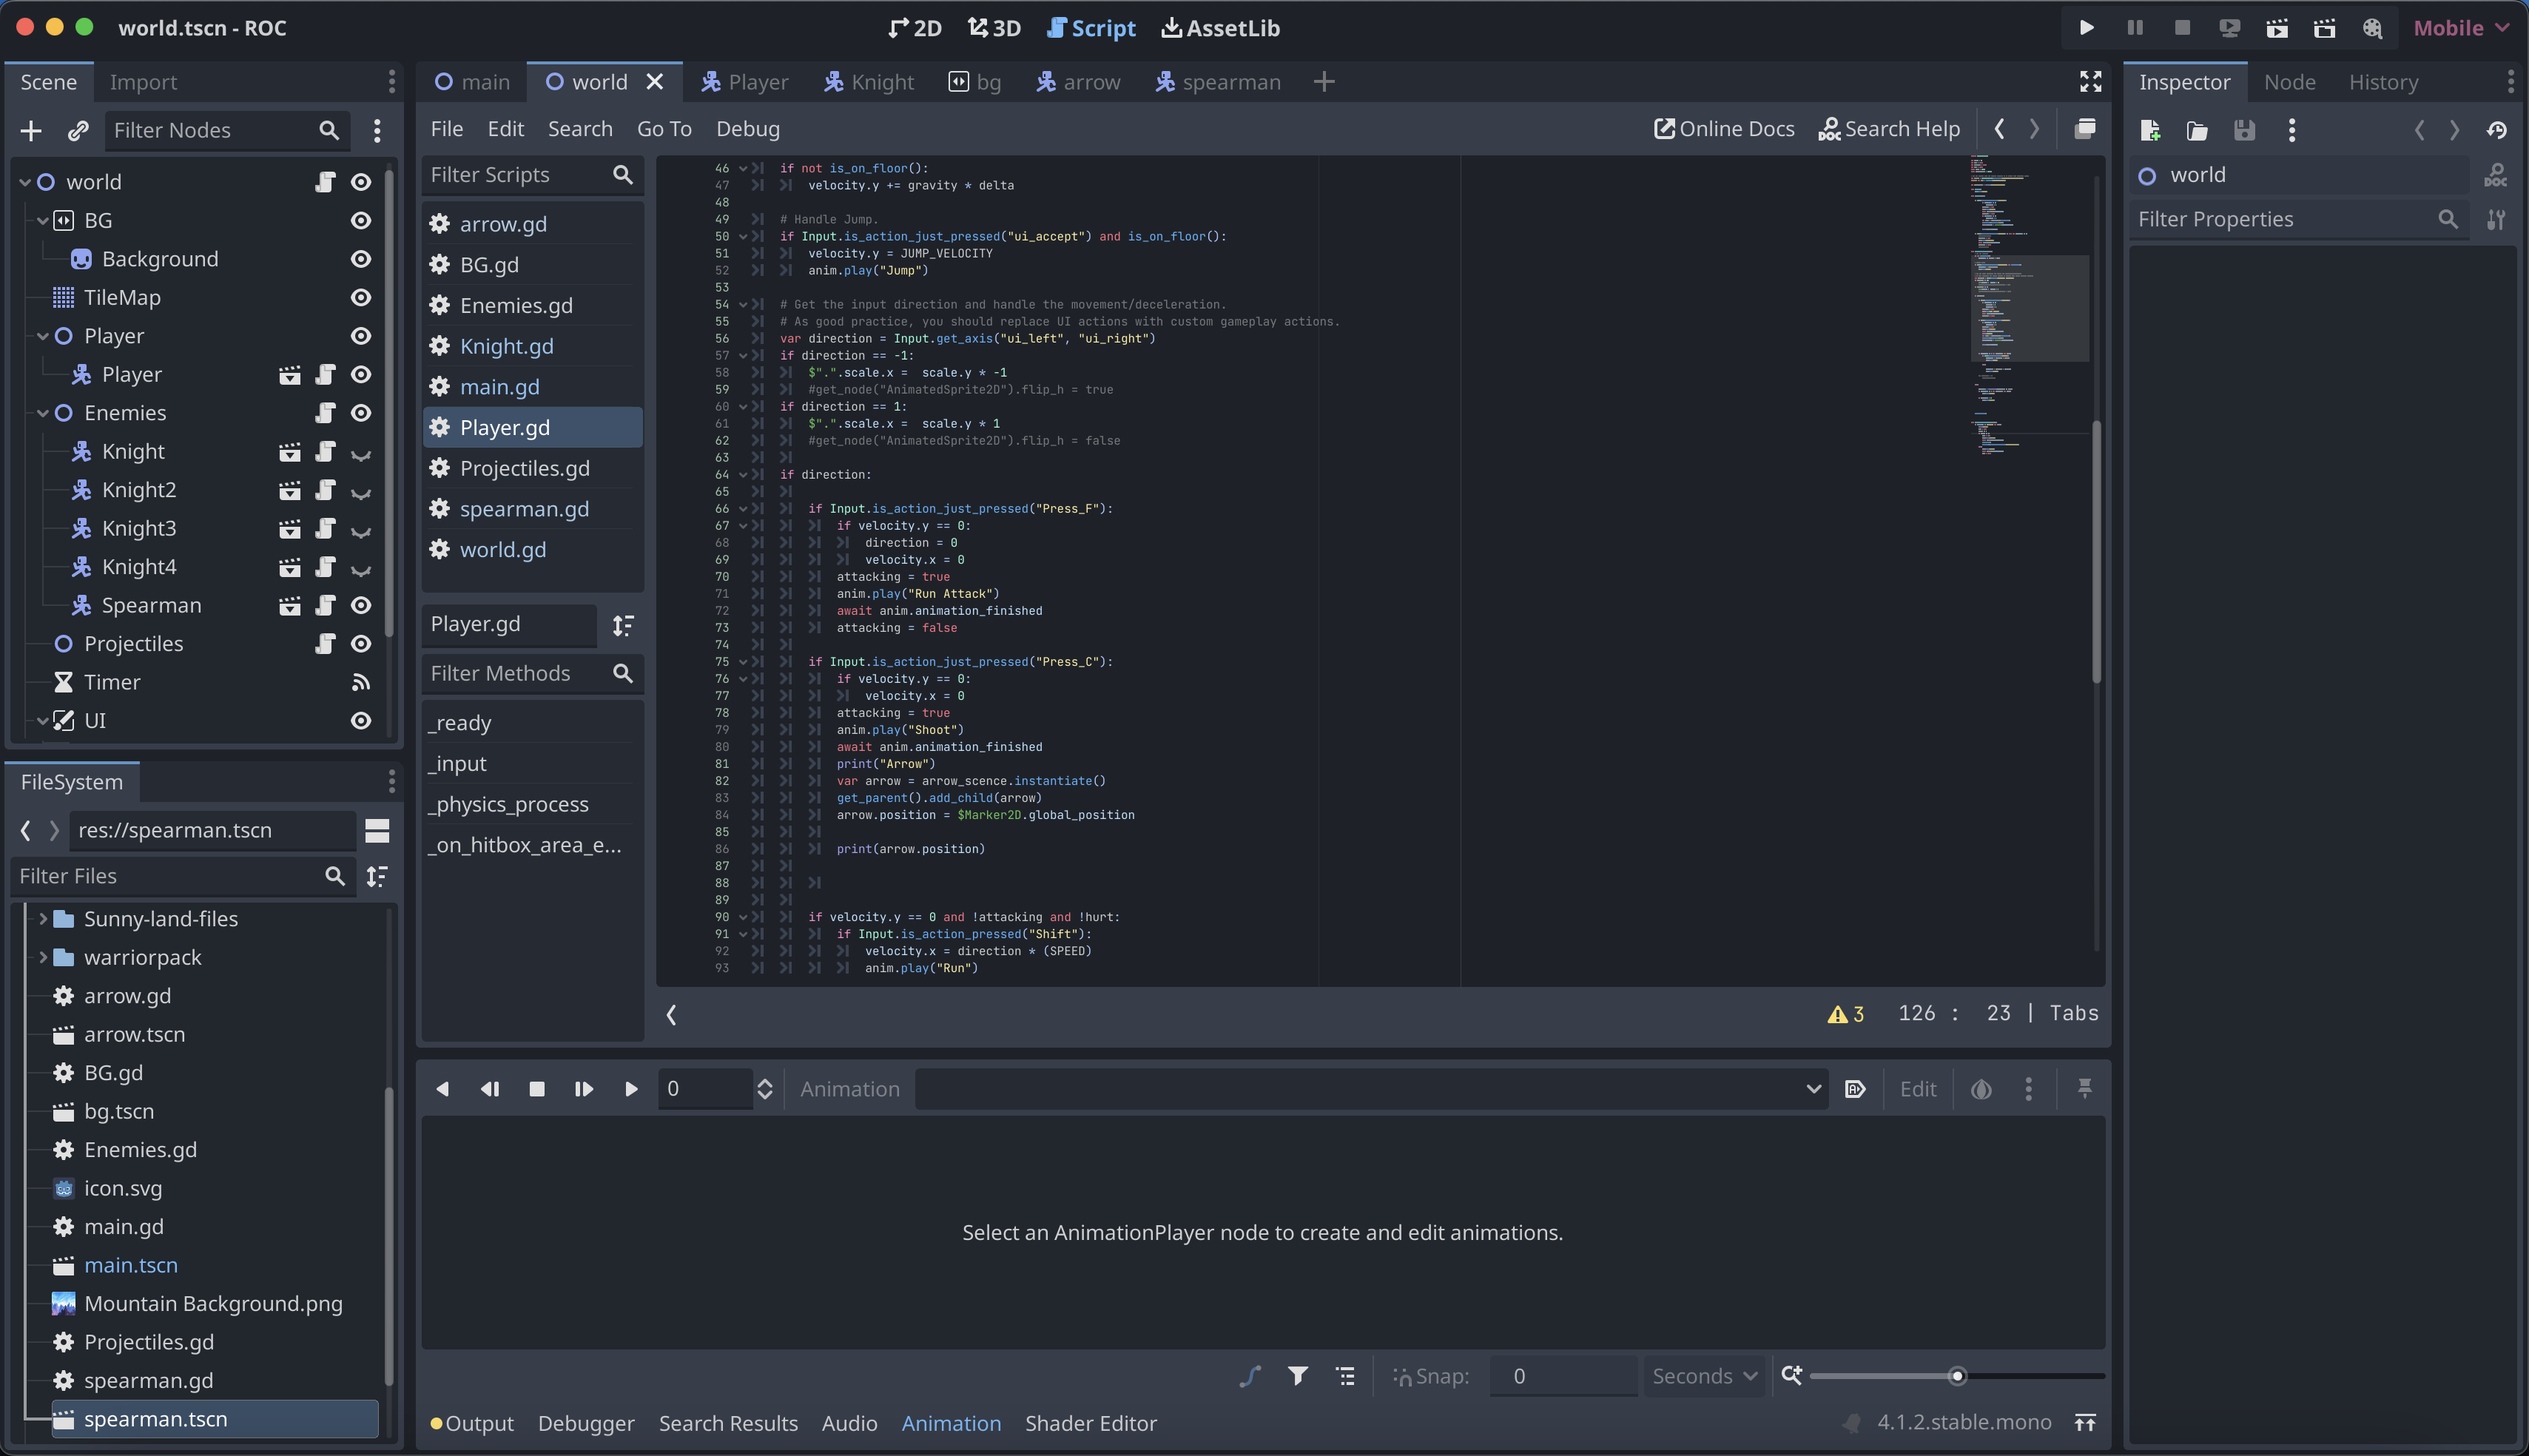 world.tscn - ROC
2D 3D Script AssetLib
Mobile
Scene Import
Filter Nodes
world
BG
Background
TileMap
Player
Player
Enemies
Knight
Knight2
Knight3
Knight4
Spearman
Projectiles
Timer
UI
FileSystem
res://spearman.tscn
Filter Files
Sunny-land-files
warriorpack
arrow.gd
arrow.tscn
BG.gd
bg.tscn
Enemies.gd
icon.svg
main.gd
main.tscn
Mountain Background.png
Projectiles.gd
spearman.gd
spearman.tscn
main world Player Knight bg arrow spearman
File Edit Search Go To Debug
Online Docs Search Help
Filter Scripts
arrow.gd
BG.gd
Enemies.gd
Knight.gd
main.gd
Player.gd
Projectiles.gd
spearman.gd
world.gd
Player.gd
Filter Methods
_ready
_input
_physics_process
_on_hitbox_area_e...
46 if not is_on_floor():
47 velocity.y += gravity * delta
48
49 # Handle Jump.
50 if Input.is_action_just_pressed("ui_accept") and is_on_floor():
51 velocity.y = JUMP_VELOCITY
52 anim.play("Jump")
53
54 # Get the input direction and handle the movement/deceleration.
55 # As good practice, you should replace UI actions with custom gameplay actions.
56 var direction = Input.get_axis("ui_left", "ui_right")
57 if direction == -1:
58 $".".scale.x =  scale.y * -1
59 #get_node("AnimatedSprite2D").flip_h = true
60 if direction == 1:
61 $".".scale.x =  scale.y * 1
62 #get_node("AnimatedSprite2D").flip_h = false
63
64 if direction:
65
66 if Input.is_action_just_pressed("Press_F"):
67 if velocity.y == 0:
68 direction = 0
69 velocity.x = 0
70 attacking = true
71 anim.play("Run Attack")
72 await anim.animation_finished
73 attacking = false
74
75 if Input.is_action_just_pressed("Press_C"):
76 if velocity.y == 0:
77 velocity.x = 0
78 attacking = true
79 anim.play("Shoot")
80 await anim.animation_finished
81 print("Arrow")
82 var arrow = arrow_scence.instantiate()
83 get_parent().add_child(arrow)
84 arrow.position = $Marker2D.global_position
85
86 print(arrow.position)
87
88
89
90 if velocity.y == 0 and !attacking and !hurt:
91 if Input.is_action_pressed("Shift"):
92 velocity.x = direction * (SPEED)
93 anim.play("Run")
3 126 : 23 | Tabs
0 Animation Edit
Select an AnimationPlayer node to create and edit animations.
Snap: 0 Seconds
Output Debugger Search Results Audio Animation Shader Editor
4.1.2.stable.mono
Inspector Node History
world
DOC
Filter Properties